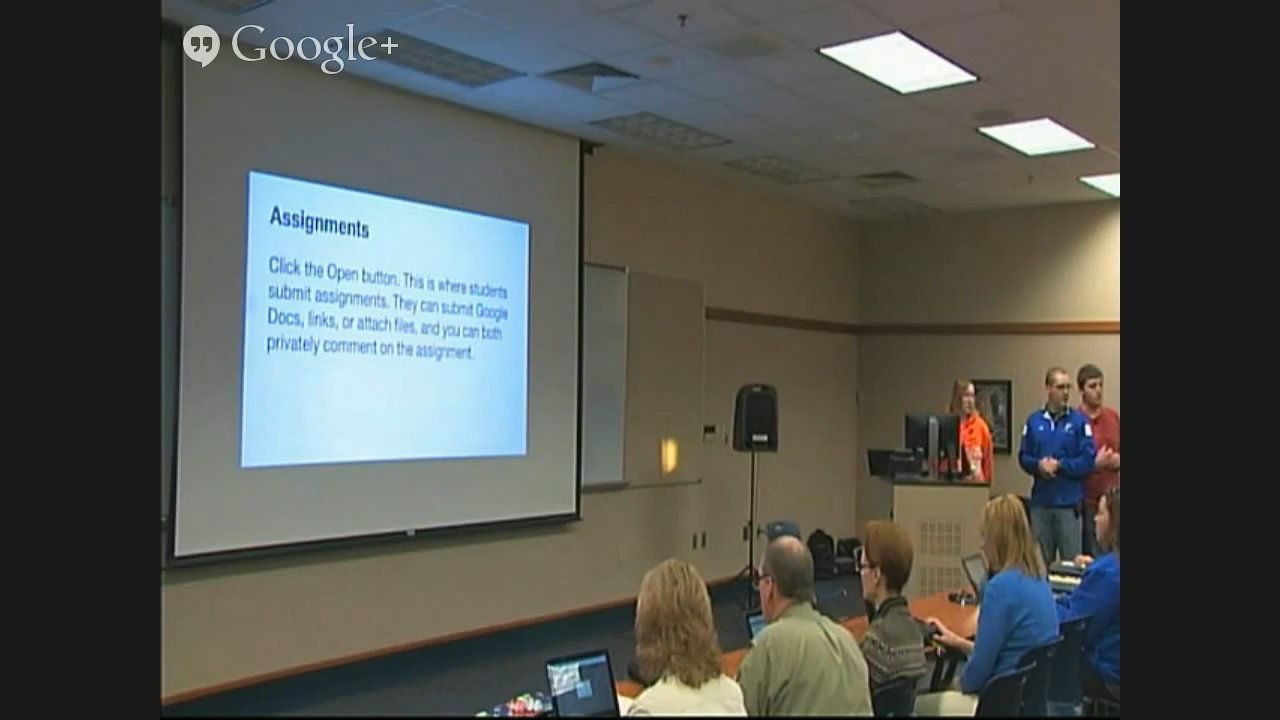 Google+
Assignments
Click the Open button. This is where students
submit assignments. They can submit Google
Docs, links, or attach files, and you can both
privately comment on the assignment.